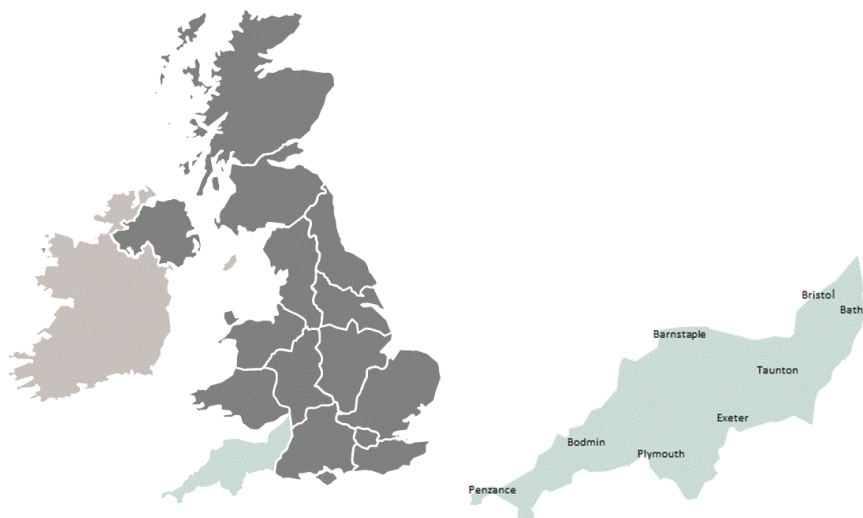 Bristol
Bath
Barnstaple
Taunton
Exeter
Bodmin
Plymouth
Penzance